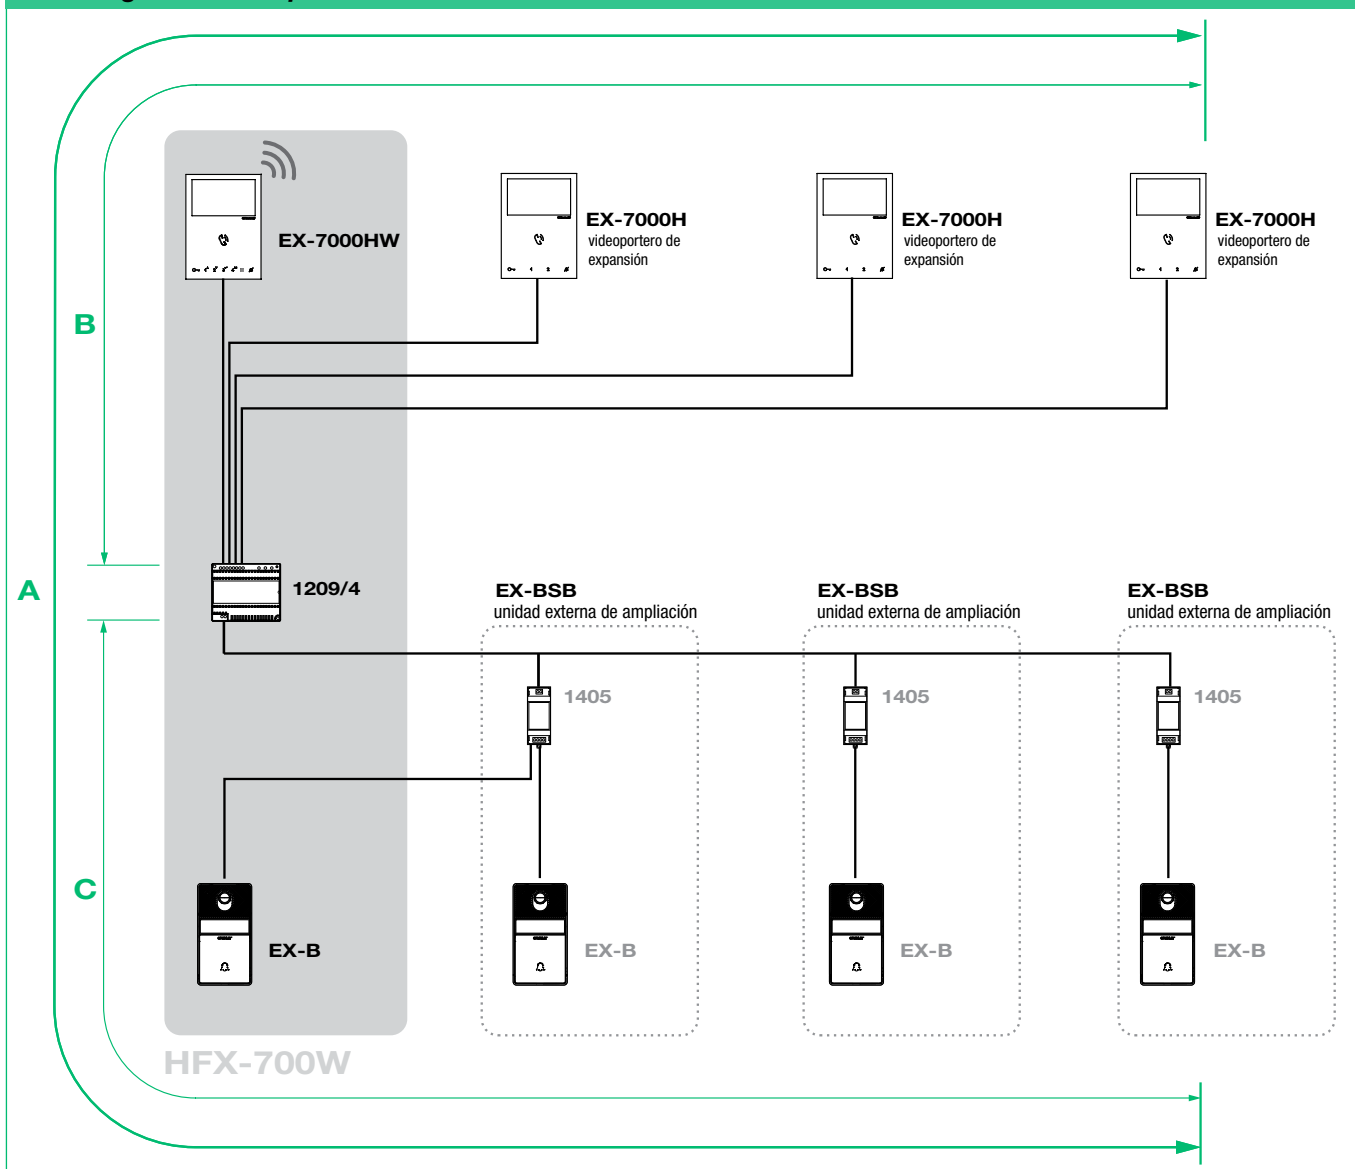 EX-7000HW
EX-7000H
videoportero de
expansión
EX-7000H
videoportero de
expansión
EX-7000H
videoportero de
expansión
B
A
1209/4
EX-BSB
unidad externa de ampliación
EX-BSB
unidad externa de ampliación
EX-BSB
unidad externa de ampliación
1405
1405
1405
C
EX-B
EX-B
EX-B
EX-B
HFX-700W